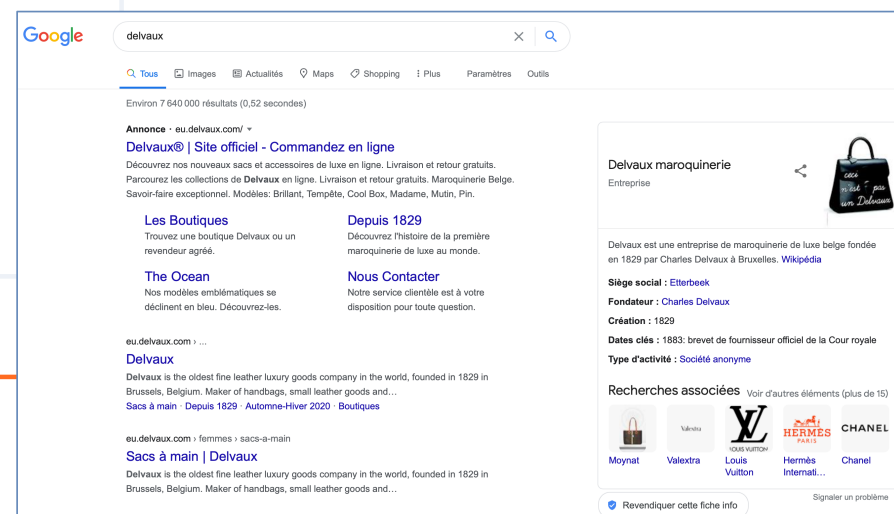 Google
delvaux
Tous Images Actualités Maps Shopping Plus Paramètres Outils
Environ 7 640 000 résultats (0,52 secondes)
Annonce · eu.delvaux.com/
Delvaux® | Site officiel - Commandez en ligne
Découvrez nos nouveaux sacs et accessoires de luxe en ligne. Livraison et retour gratuits.
Parcourez les collections de Delvaux en ligne. Livraison et retour gratuits. Maroquinerie Belge.
Savoir-faire exceptionnel. Modèles: Brillant, Tempête, Cool Box, Madame, Mutin, Pin.
Les Boutiques
Trouvez une boutique Delvaux ou un
revendeur agréé.
Depuis 1829
Découvrez l'histoire de la première
maroquinerie de luxe au monde.
The Ocean
Nos modèles emblématiques se
déclinent en bleu. Découvrez-les.
Nous Contacter
Notre service clientèle est à votre
disposition pour toute question.
eu.delvaux.com › ...
Delvaux
Delvaux is the oldest fine leather luxury goods company in the world, founded in 1829 in
Brussels, Belgium. Maker of handbags, small leather goods and…
Sacs à main · Depuis 1829 · Automne-Hiver 2020 · Boutiques
eu.delvaux.com › femmes › sacs-a-main
Sacs à main | Delvaux
Delvaux is the oldest fine leather luxury goods company in the world, founded in 1829 in
Brussels, Belgium. Maker of handbags, small leather goods and…
Delvaux maroquinerie
Entreprise
ceci
n'est pas
un Delvaux
Delvaux est une entreprise de maroquinerie de luxe belge fondée
en 1829 par Charles Delvaux à Bruxelles. Wikipédia
Siège social : Etterbeek
Fondateur : Charles Delvaux
Création : 1829
Dates clés : 1883: brevet de fournisseur officiel de la Cour royale
Type d'activité : Société anonyme
Recherches associées Voir d'autres éléments (plus de 15)
Valextra
LOUIS VUITTON
HERMÈS
PARIS
CHANEL
Moynat
Valextra
Louis
Vuitton
Hermès
Internati…
Chanel
Revendiquer cette fiche info
Signaler un problème